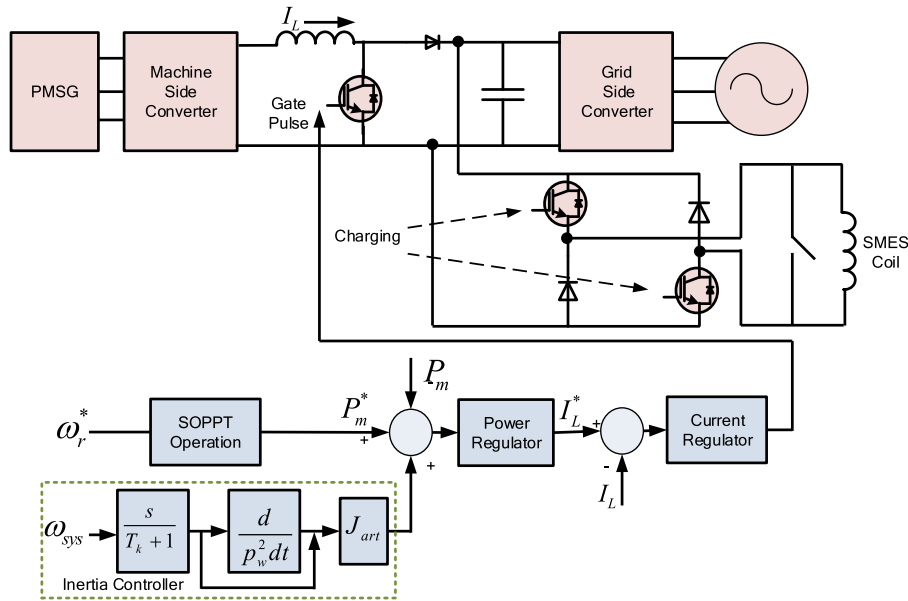 I_L
PMSG
Machine
Side
Converter
Gate
Pulse
Grid
Side
Converter
Charging
SMES
Coil
P_m
-
ω_r^*
SOPPT
Operation
P_m^*
+
+
Power
Regulator
I_L^*
+
-
I_L
Current
Regulator
ω_sys
s
T_k + 1
d
p_w^2 dt
J_art
Inertia Controller